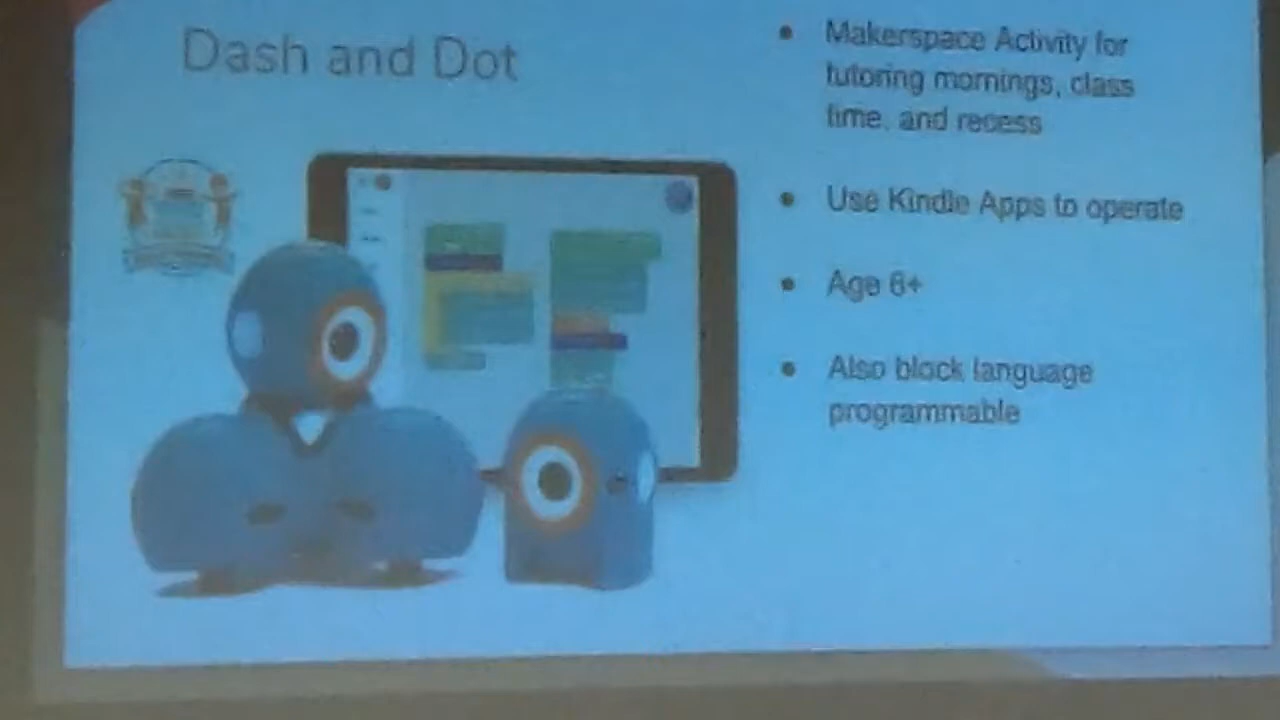 Dash and Dot
Makerspace Activity for
tutoring mornings, class
time, and recess
Use Kindle Apps to operate
Age 6+
Also block language
programmable